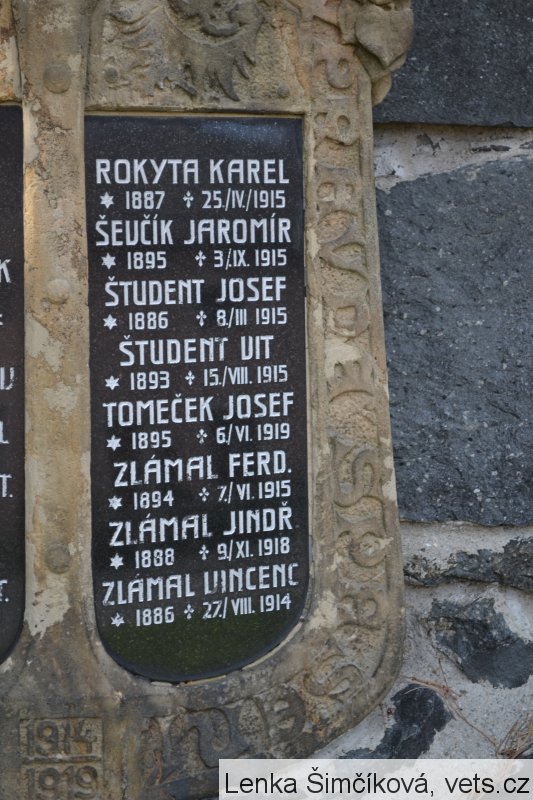 ROKYTA KAREL
* 1887 ✝ 25./IV. 1915
ŠEVČÍK JAROMÍR
* 1895 ✝ 3./IX. 1915
ŠTUDENT JOSEF
* 1886 ✝ 8./III 1915
ŠTUDENT VIT
* 1893 ✝ 15./VIII. 1915
TOMEČEK JOSEF
* 1895 ✝ 6./VI. 1919
ZLÁMAL FERD.
* 1894 ✝ 7./VI. 1915
ZLÁMAL JINDŘ
* 1888 ✝ 9./XI. 1918
ZLÁMAL VINCENC
* 1886 ✝ 27./VIII. 1914
1914
1919
Lenka Šimčíková, vets.cz